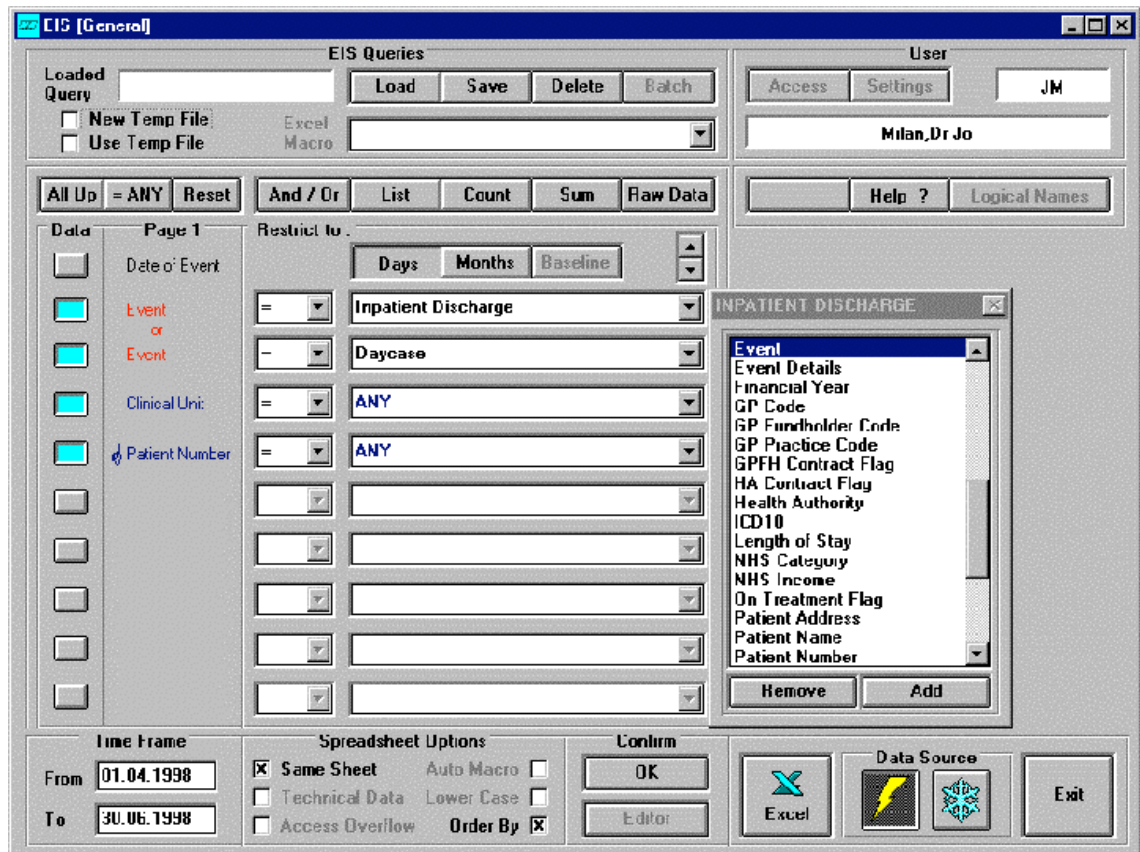 EIS [General]
EIS Queries
User
Loaded Query
Load Save Delete Batch
Access Settings JM
New Temp File
Use Temp File
Excel Macro
Milan,Dr Jo
All Up = ANY Reset And / Or List Count Sum Raw Data
Help ? Logical Names
Data Page 1 Restrict to :
Date of Event Days Months Baseline
Event = Inpatient Discharge
or
Event = Daycase
Clinical Unit = ANY
Patient Number = ANY
INPATIENT DISCHARGE
Event
Event Details
Financial Year
GP Code
GP Fundholder Code
GP Practice Code
GPFH Contract Flag
HA Contract Flag
Health Authority
ICD10
Length of Stay
NHS Category
NHS Income
On Treatment Flag
Patient Address
Patient Name
Patient Number
Remove Add
Time Frame
From 01.04.1998
To 30.06.1998
Spreadsheet Options
Same Sheet Auto Macro
Technical Data Lower Case
Access Overflow Order By
Confirm
OK
Editor
Excel
Data Source
Exit